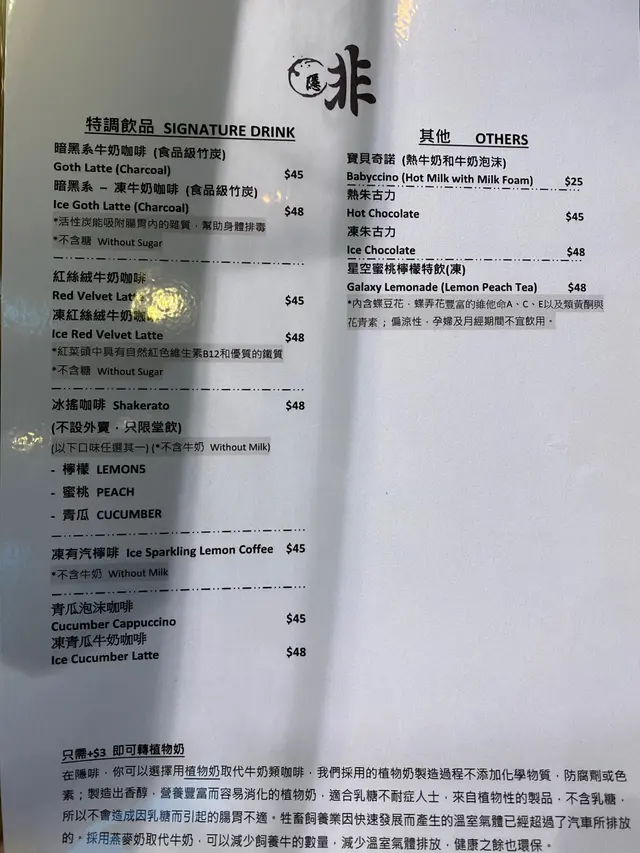 隱 啡
特調飲品 SIGNATURE DRINK
暗黑系牛奶咖啡 (食品級竹炭)
Goth Latte (Charcoal) $45
暗黑系 – 凍牛奶咖啡 (食品級竹炭)
Ice Goth Latte (Charcoal) $48
*活性炭能吸附腸胃內的雜質，幫助身體排毒
*不含糖 Without Sugar
紅絲絨牛奶咖啡
Red Velvet Latte $45
凍紅絲絨牛奶咖啡
Ice Red Velvet Latte $48
*紅菜頭中具有自然紅色維生素B12和優質的鐵質
*不含糖 Without Sugar
冰搖咖啡 Shakerato $48
(不設外賣，只限堂飲)
(以下口味任選其一) (*不含牛奶 Without Milk)
- 檸檬 LEMON5
- 蜜桃 PEACH
- 青瓜 CUCUMBER
凍有汽檸啡 Ice Sparkling Lemon Coffee $45
*不含牛奶 Without Milk
青瓜泡沫咖啡
Cucumber Cappuccino $45
凍青瓜牛奶咖啡
Ice Cucumber Latte $48
其他 OTHERS
寶貝奇諾 (熱牛奶和牛奶泡沫)
Babyccino (Hot Milk with Milk Foam) $25
熱朱古力
Hot Chocolate $45
凍朱古力
Ice Chocolate $48
星空蜜桃檸檬特飲(凍)
Galaxy Lemonade (Lemon Peach Tea) $48
*內含蝶豆花，蝶弄花豐富的維他命A、C、E以及類黃酮與
花青素；偏涼性，孕婦及月經期間不宜飲用。
只需+$3 即可轉植物奶
在隱啡，你可以選擇用植物奶取代牛奶類咖啡，我們採用的植物奶製造過程不添加化學物質，防腐劑或色
素；製造出香醇，營養豐富而容易消化的植物奶，適合乳糖不耐症人士，來自植物性的製品，不含乳糖，
所以不會造成因乳糖而引起的腸胃不適。牲畜飼養業因快速發展而產生的溫室氣體已經超過了汽車所排放
的。採用燕麥奶取代牛奶，可以減少飼養牛的數量，減少溫室氣體排放，健康之餘也環保。